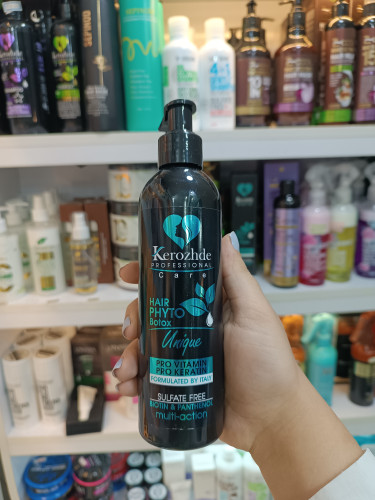 Kerozhde
PROFESSIONAL
Care
HAIR
PHYTO
Botox
Unique
PRO VITAMIN
PRO KERATIN
FORMULATED BY ITALY
SULFATE FREE
BIOTIN & PANTHENOL
multi-action